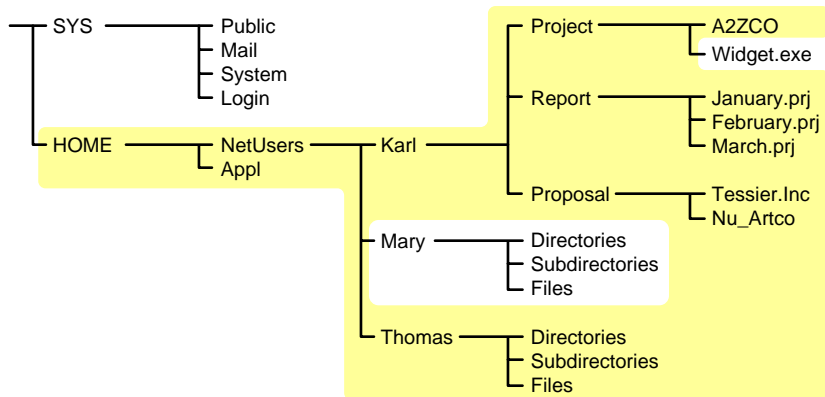 SYS
Public
Mail
System
Login
HOME
NetUsers
Appl
Karl
Project
A2ZCO
Widget.exe
Report
January.prj
February.prj
March.prj
Proposal
Tessier.Inc
Nu_Artco
Mary
Directories
Subdirectories
Files
Thomas
Directories
Subdirectories
Files